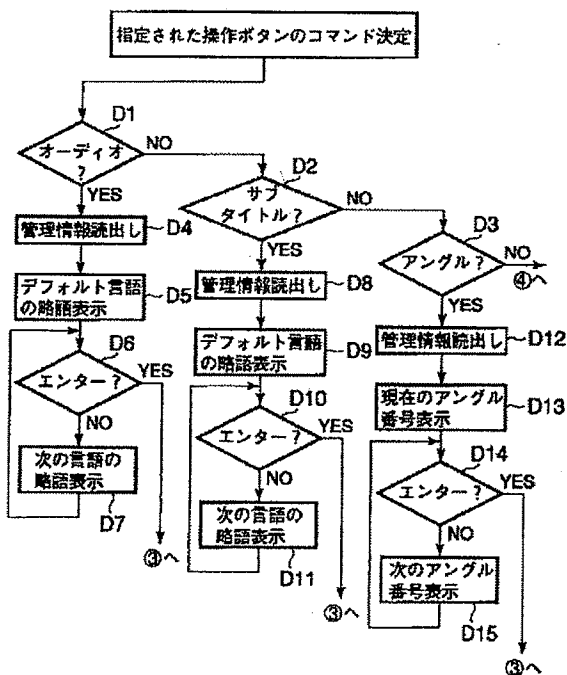 指定された操作ボタンのコマンド決定
D1
オーディオ
?
NO
YES
D2
サブ
タイトル?
NO
YES
D3
アングル?
NO
④へ
YES
管理情報読出し
D4
デフォルト言語
の略語表示
D5
D6
エンター?
YES
NO
次の言語の
略語表示
D7
③へ
管理情報読出し
D8
デフォルト言語
の略語表示
D9
D10
エンター?
YES
NO
次の言語の
略語表示
D11
③へ
管理情報読出し
D12
現在のアングル
番号表示
D13
D14
エンター?
YES
NO
次のアングル
番号表示
D15
③へ